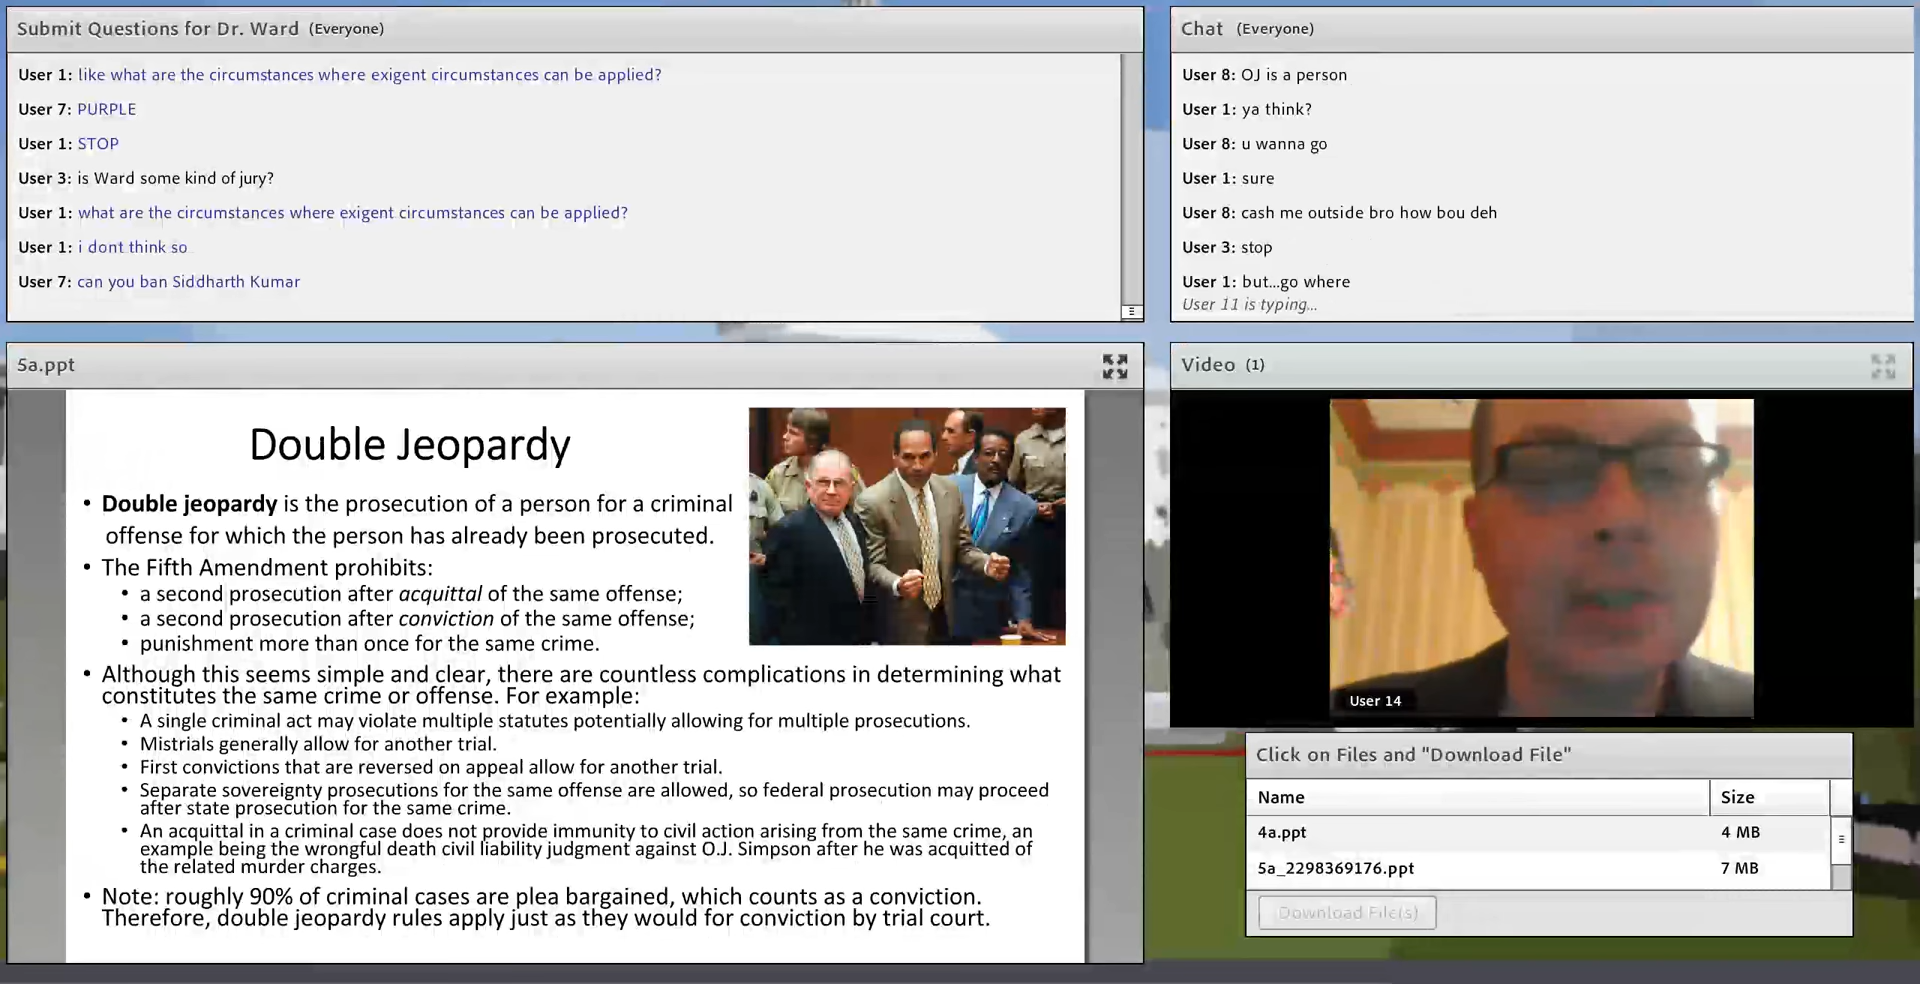 Submit Questions for Dr. Ward (Everyone)
User 1: like what are the circumstances where exigent circumstances can be applied?
User 7: PURPLE
User 1: STOP
User 3: is Ward some kind of jury?
User 1: what are the circumstances where exigent circumstances can be applied?
User 1: i dont think so
User 7: can you ban Siddharth Kumar
Chat (Everyone)
User 8: OJ is a person
User 1: ya think?
User 8: u wanna go
User 1: sure
User 8: cash me outside bro how bou deh
User 3: stop
User 1: but...go where
User 11 is typing...
5a.ppt
Double Jeopardy
• Double jeopardy is the prosecution of a person for a criminal
offense for which the person has already been prosecuted.
• The Fifth Amendment prohibits:
• a second prosecution after acquittal of the same offense;
• a second prosecution after conviction of the same offense;
• punishment more than once for the same crime.
• Although this seems simple and clear, there are countless complications in determining what
constitutes the same crime or offense. For example:
• A single criminal act may violate multiple statutes potentially allowing for multiple prosecutions.
• Mistrials generally allow for another trial.
• First convictions that are reversed on appeal allow for another trial.
• Separate sovereignty prosecutions for the same offense are allowed, so federal prosecution may proceed
after state prosecution for the same crime.
• An acquittal in a criminal case does not provide immunity to civil action arising from the same crime, an
example being the wrongful death civil liability judgment against O.J. Simpson after he was acquitted of
the related murder charges.
• Note: roughly 90% of criminal cases are plea bargained, which counts as a conviction.
Therefore, double jeopardy rules apply just as they would for conviction by trial court.
Video (1)
User 14
Click on Files and "Download File"
Name Size
4a.ppt 4 MB
5a_2298369176.ppt 7 MB
Download File(s)